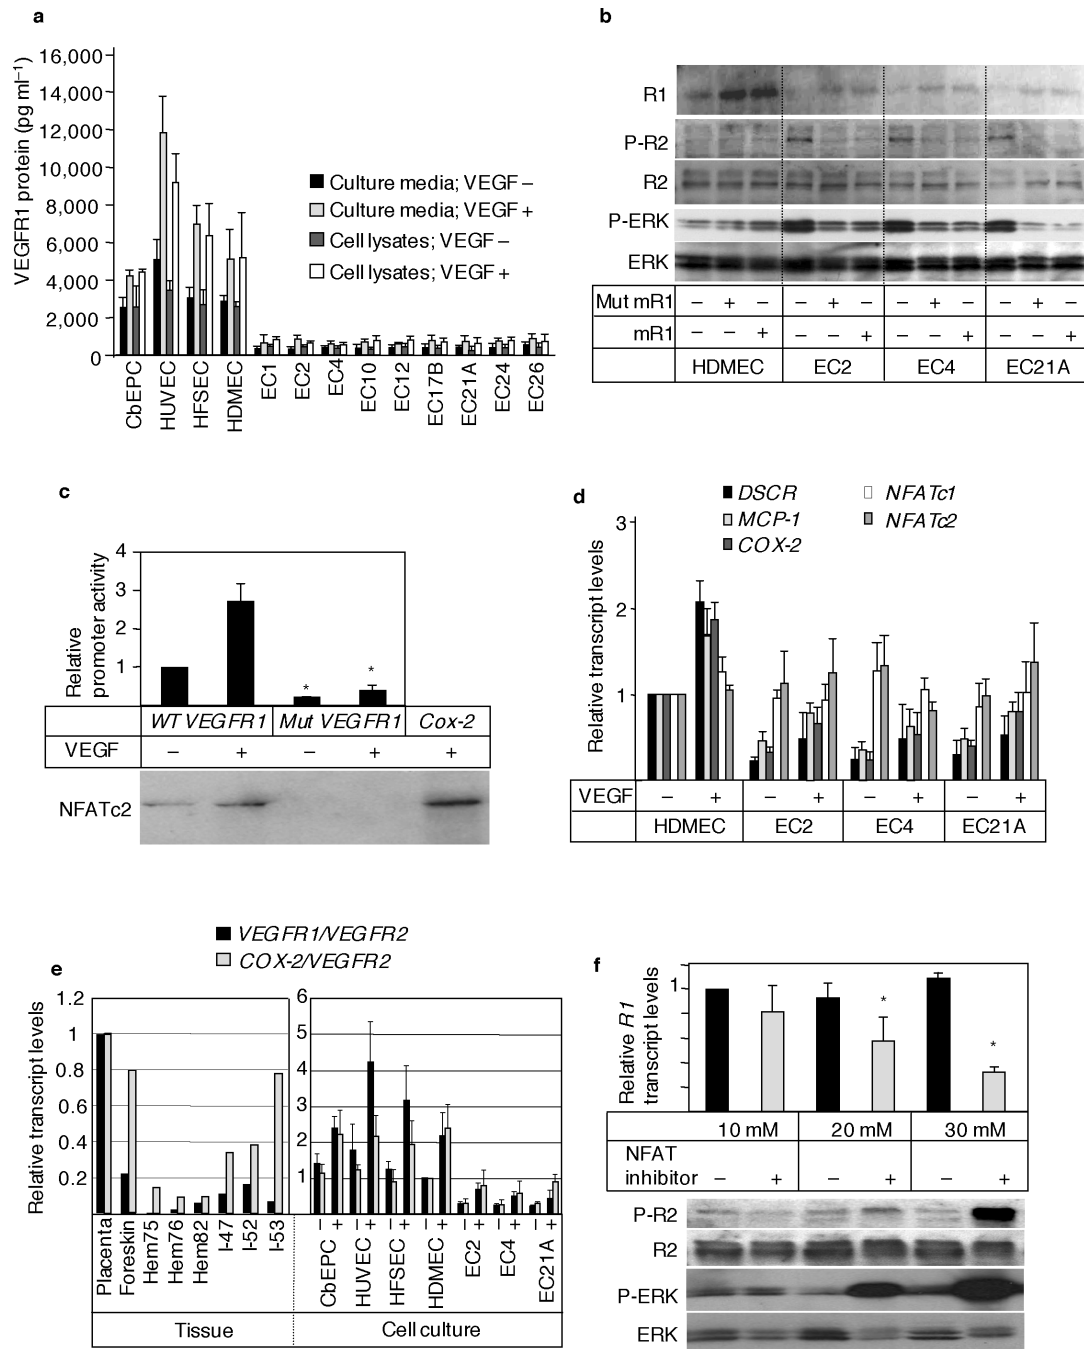 a
VEGFR1 protein (pg ml⁻¹)
16,000
14,000
12,000
10,000
8,000
6,000
4,000
2,000
0
Culture media; VEGF –
Culture media; VEGF +
Cell lysates; VEGF –
Cell lysates; VEGF +
CbEPC HUVEC HFSEC HDMEC EC1 EC2 EC4 EC10 EC12 EC17B EC21A EC24 EC26
b
R1
P-R2
R2
P-ERK
ERK
Mut mR1 – + – – + – – + – – + –
mR1 – – + – – + – – + – – +
HDMEC EC2 EC4 EC21A
c
Relative
promoter activity
4
3
2
1
* *
WT VEGFR1 Mut VEGFR1 Cox-2
VEGF – + – + +
NFATc2
d
DSCR NFATc1
MCP-1 NFATc2
COX-2
Relative transcript levels
3
2
1
VEGF – + – + – + – +
HDMEC EC2 EC4 EC21A
e
VEGFR1/VEGFR2
COX-2/VEGFR2
Relative transcript levels
1.2
1
0.8
0.6
0.4
0.2
6
5
4
3
2
1
Placenta Foreskin Hem75 Hem76 Hem82 I-47 I-52 I-53
– + – + – + – + – + – + – +
CbEPC HUVEC HFSEC HDMEC EC2 EC4 EC21A
Tissue Cell culture
f
Relative R1
transcript levels
1
* *
10 mM 20 mM 30 mM
NFAT
inhibitor – + – + – +
P-R2
R2
P-ERK
ERK